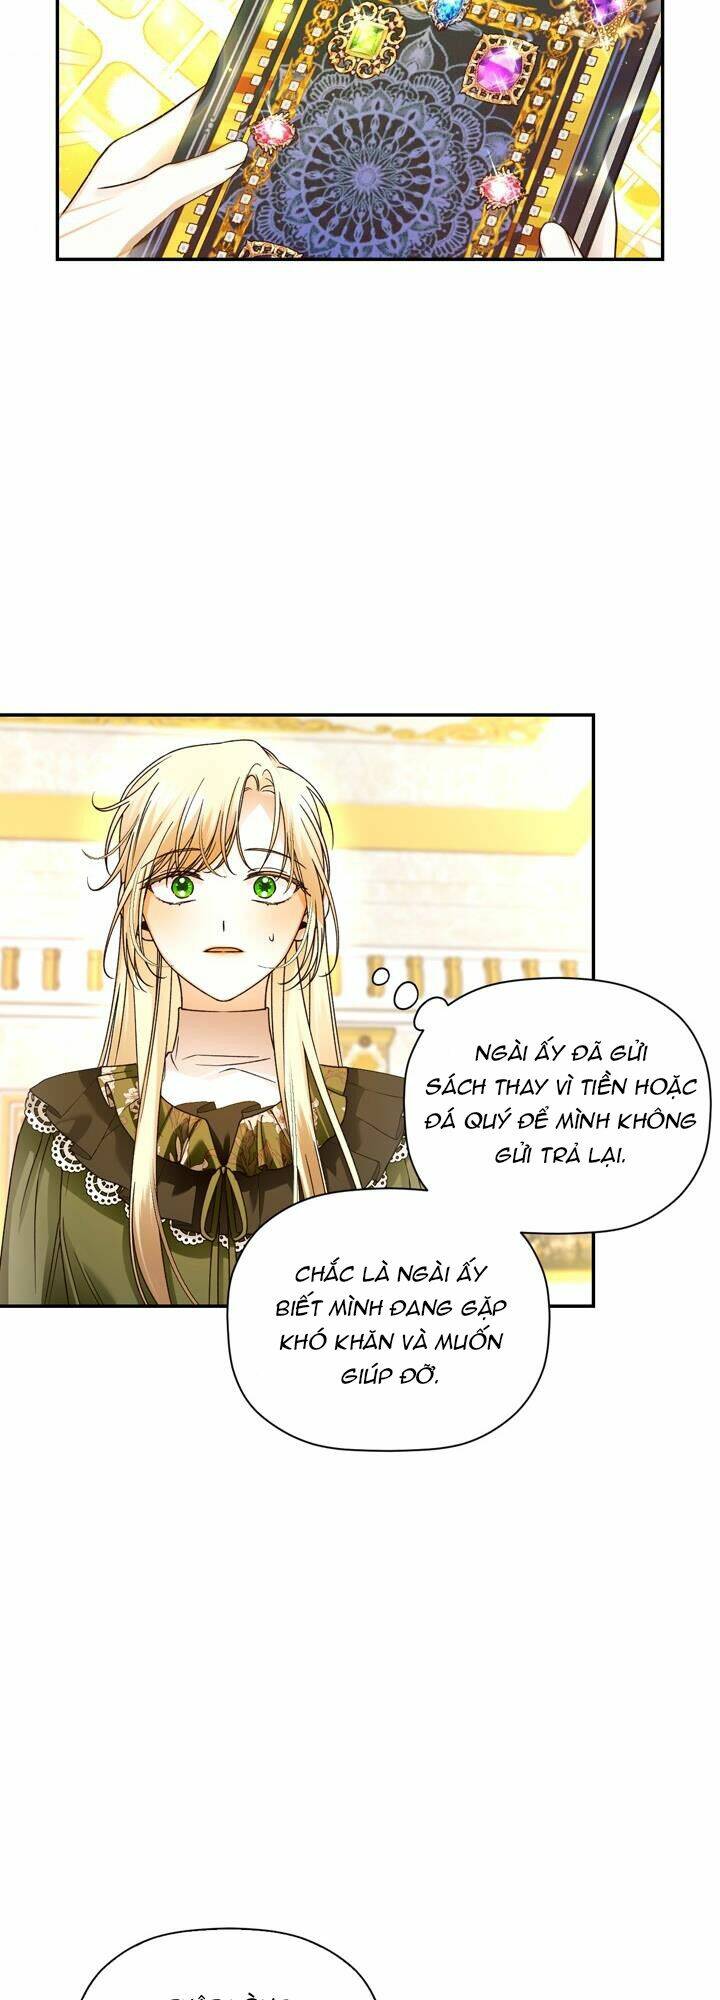 NGÀI ẤY ĐÃ GỬI
SÁCH THAY VÌ TIỀN HOẶC
ĐÁ QUÝ ĐỂ MÌNH KHÔNG
GỬI TRẢ LẠI.
CHẮC LÀ NGÀI ẤY
BIẾT MÌNH ĐANG GẶP
KHÓ KHĂN VÀ MUỐN
GIÚP ĐỠ.